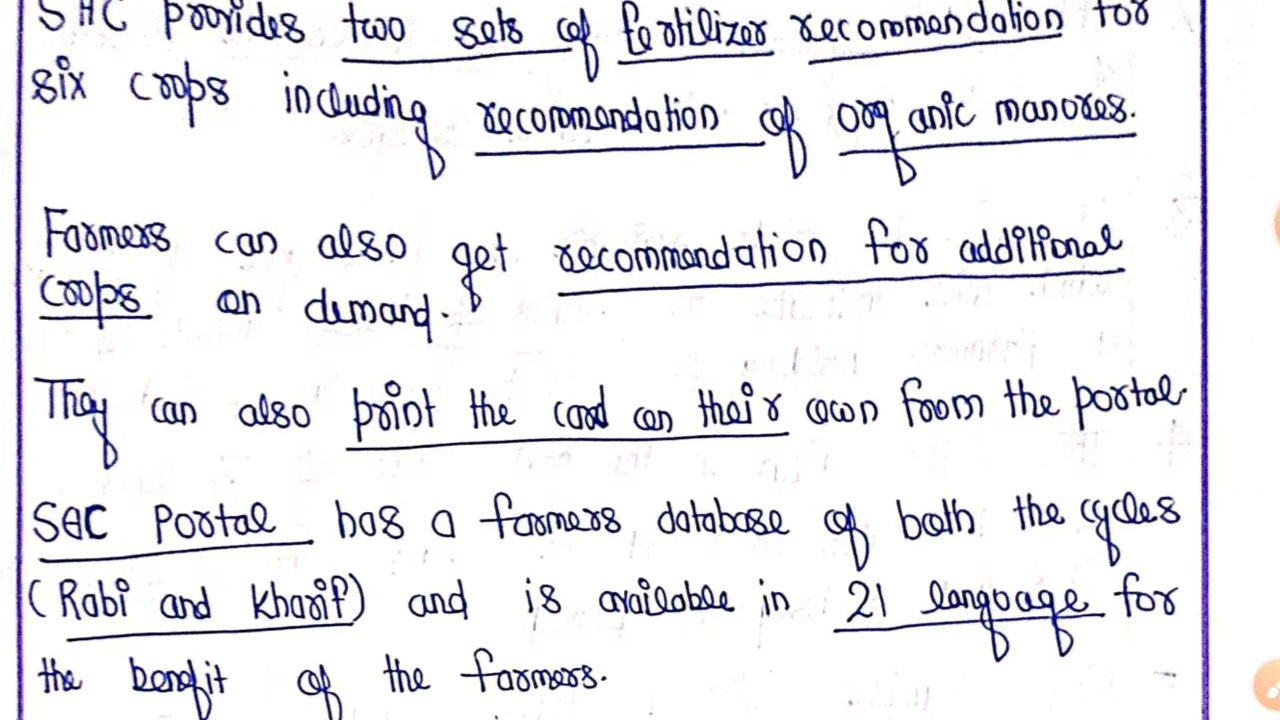 SHC provides two sets of fertilizer recommendation for
six crops including recommendation of organic manures.
Farmers can also get recommendation for additional
crops on demand.
They can also print the card on their own from the portal.
SHC Portal has a farmers database of both the cycles
(Rabi and Kharif) and is available in 21 language for
the benefit of the farmers.